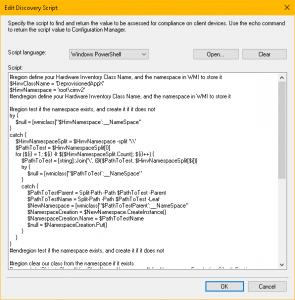 Edit Discovery Script
Specify the script to find and return the value to be assessed for compliance on client devices. Use the echo command
to return the script value to Configuration Manager.
Script language:
Windows PowerShell
Open...
Clear
Script:
#region define your Hardware Inventory Class Name, and the namespace in WMI to store it
$HinvClassName = 'DeprovisionedAppX'
$HinvNamespace = 'root\cimv2'
#endregion define your Hardware Inventory Class Name, and the namespace in WMI to store it
#region test if the namespace exists, and create it if it does not
try {
$null = [wmiclass]"$HinvNamespace:__NameSpace"
}
catch {
$HinvNamespaceSplit = $HinvNamespace -split '\\'
$PathToTest = $HinvNamespaceSplit[0]
for ($i = 1; $i -lt $($HinvNamespaceSplit.Count); $i++) {
$PathToTest = [string]::Join('\', @($PathToTest, $HinvNamespaceSplit[$i]))
try {
$null = [wmiclass]"$PathToTest:__NameSpace"
}
catch {
$PathToTestParent = Split-Path -Path $PathToTest -Parent
$PathToTestName = Split-Path -Path $PathToTest -Leaf
$NewNamespace = [wmiclass]"$PathToTestParent:__NameSpace"
$NamespaceCreation = $NewNamespace.CreateInstance()
$NamespaceCreation.Name = $PathToTestName
$null = $NamespaceCreation.Put()
}
}
}
#endregion test if the namespace exists, and create it if it does not
#region clear our class from the namespace if it exists
OK
Cancel